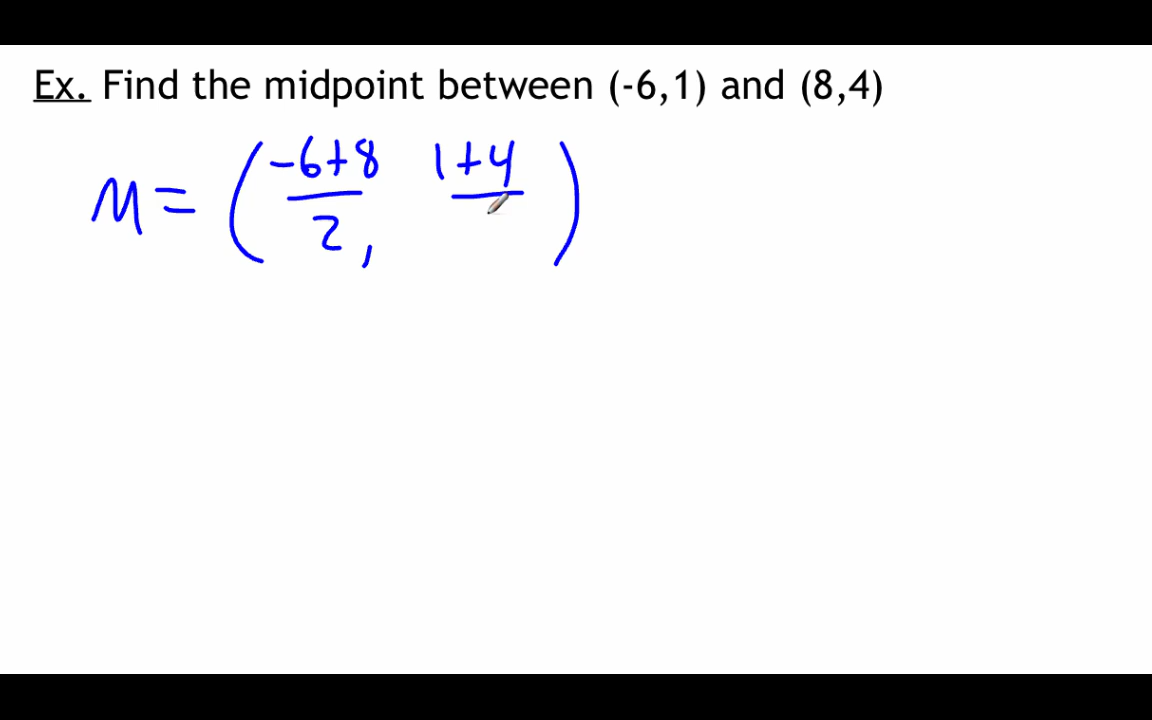 Ex. Find the midpoint between (-6,1) and (8,4)
M = ( -6+8 1+4 )
2 ,